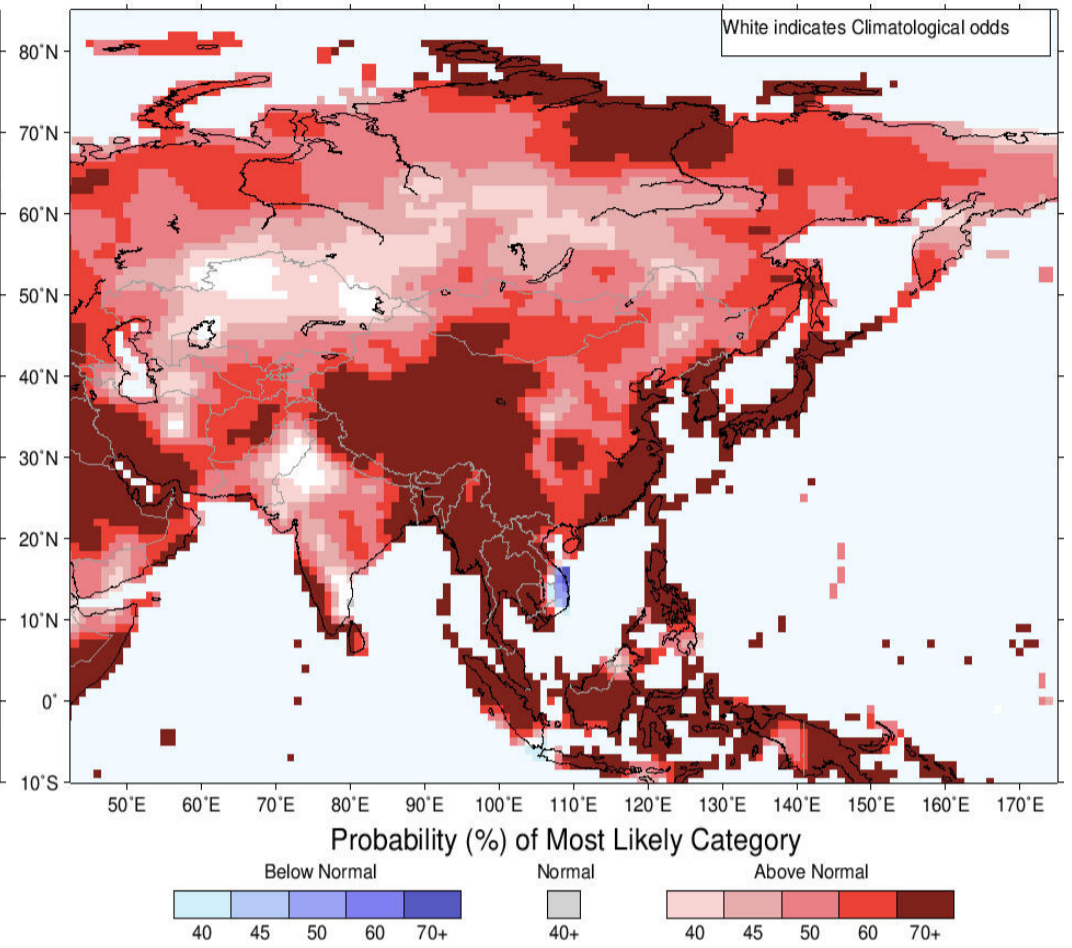 White indicates Climatological odds
80°N
70°N
60°N
50°N
40°N
30°N
20°N
10°N
0°
10°S
50°E 60°E 70°E 80°E 90°E 100°E 110°E 120°E 130°E 140°E 150°E 160°E 170°E
Probability (%) of Most Likely Category
Below Normal Normal Above Normal
40 45 50 60 70+ 40+ 40 45 50 60 70+